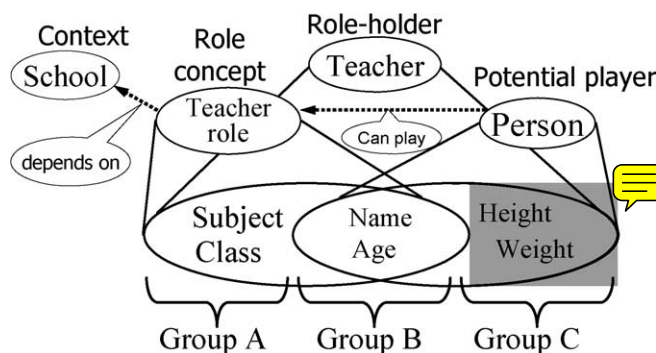 Role-holder
Context
Role
concept
Teacher
Potential player
School
Teacher
role
Can play
Person
depends on
Subject
Class
Name
Age
Height
Weight
Group A
Group B
Group C